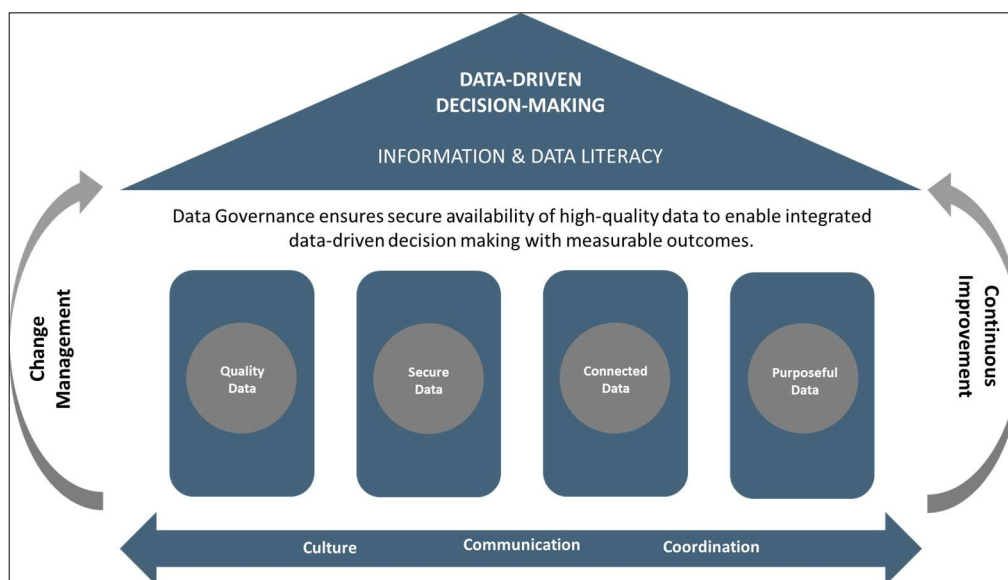 DATA-DRIVEN
DECISION-MAKING
INFORMATION & DATA LITERACY
Data Governance ensures secure availability of high-quality data to enable integrated
data-driven decision making with measurable outcomes.
Change
Management
Quality
Data
Secure
Data
Connected
Data
Purposeful
Data
Continuous
Improvement
Culture
Communication
Coordination